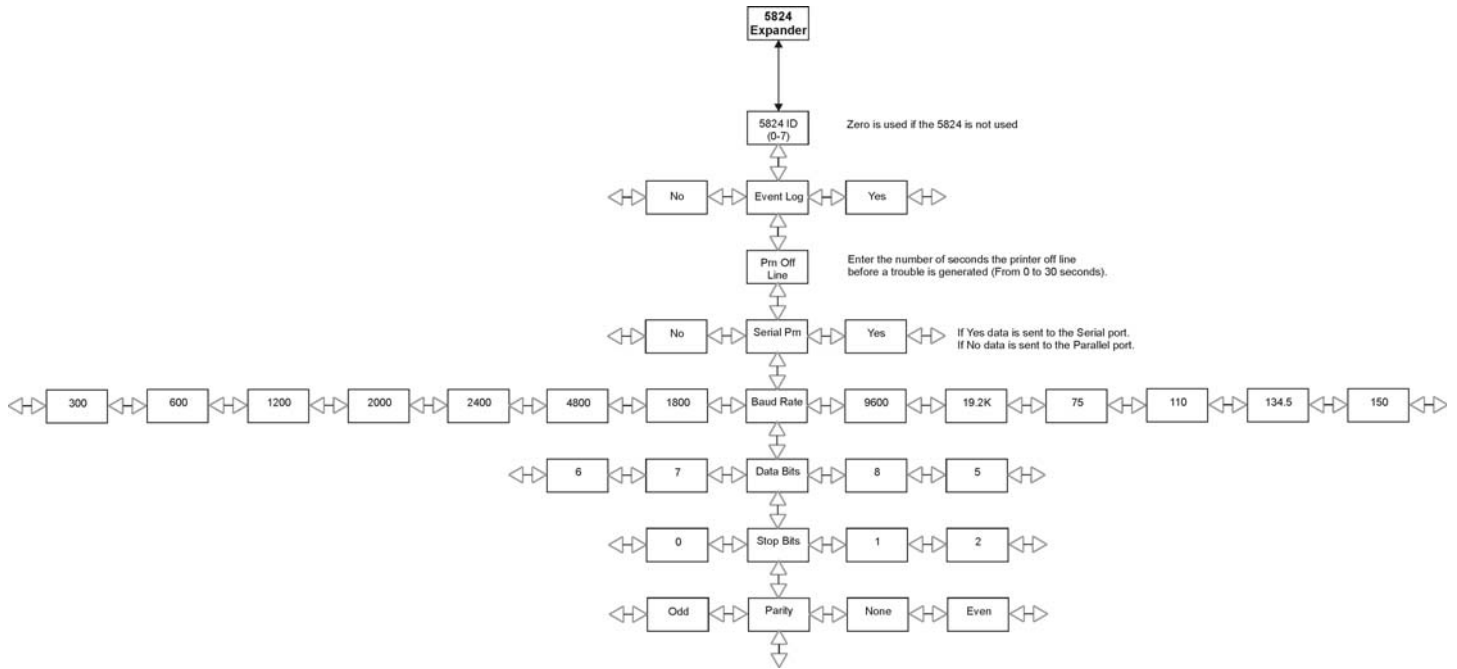 5824
Expander
5824 ID
(0-7)
Zero is used if the 5824 is not used
No
Event Log
Yes
Prn Off
Line
Enter the number of seconds the printer off line
before a trouble is generated (From 0 to 30 seconds).
No
Serial Prn
Yes
If Yes data is sent to the Serial port.
If No data is sent to the Parallel port.
300
600
1200
2000
2400
4800
1800
Baud Rate
9600
19.2K
75
110
134.5
150
6
7
Data Bits
8
5
0
Stop Bits
1
2
Odd
Parity
None
Even